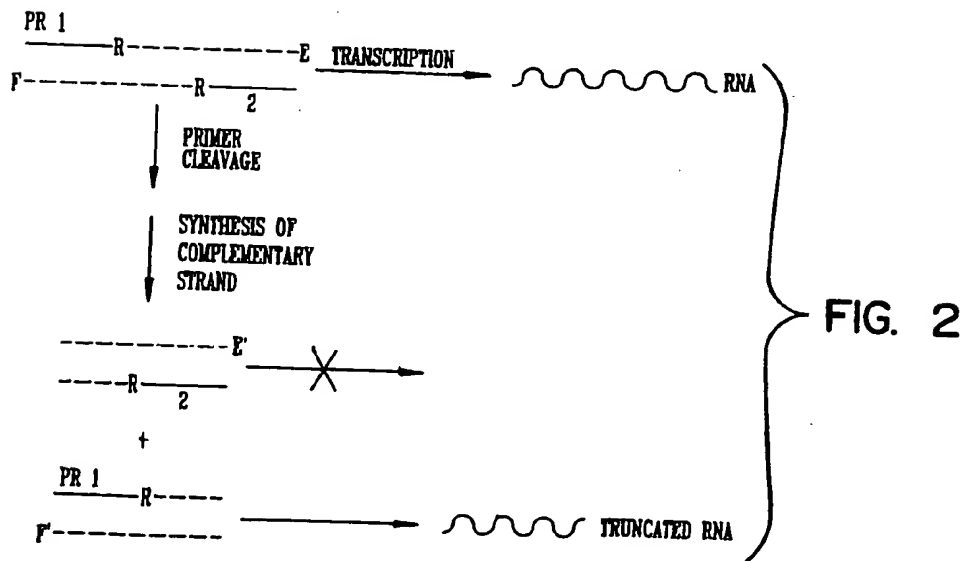 PR 1
R E TRANSCRIPTION RNA
F R
2
PRIMER
CLEAVAGE
SYNTHESIS OF
COMPLEMENTARY
STRAND
FIG. 2
E'
R
2
+
PR 1
R
F' TRUNCATED RNA